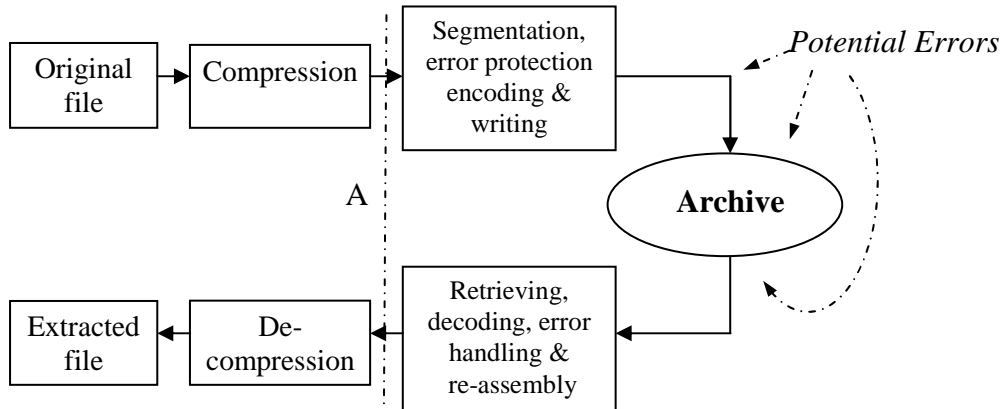 Original
file
Compression
Segmentation,
error protection
encoding &
writing
Potential Errors
A
Archive
Extracted
file
De-
compression
Retrieving,
decoding, error
handling &
re-assembly